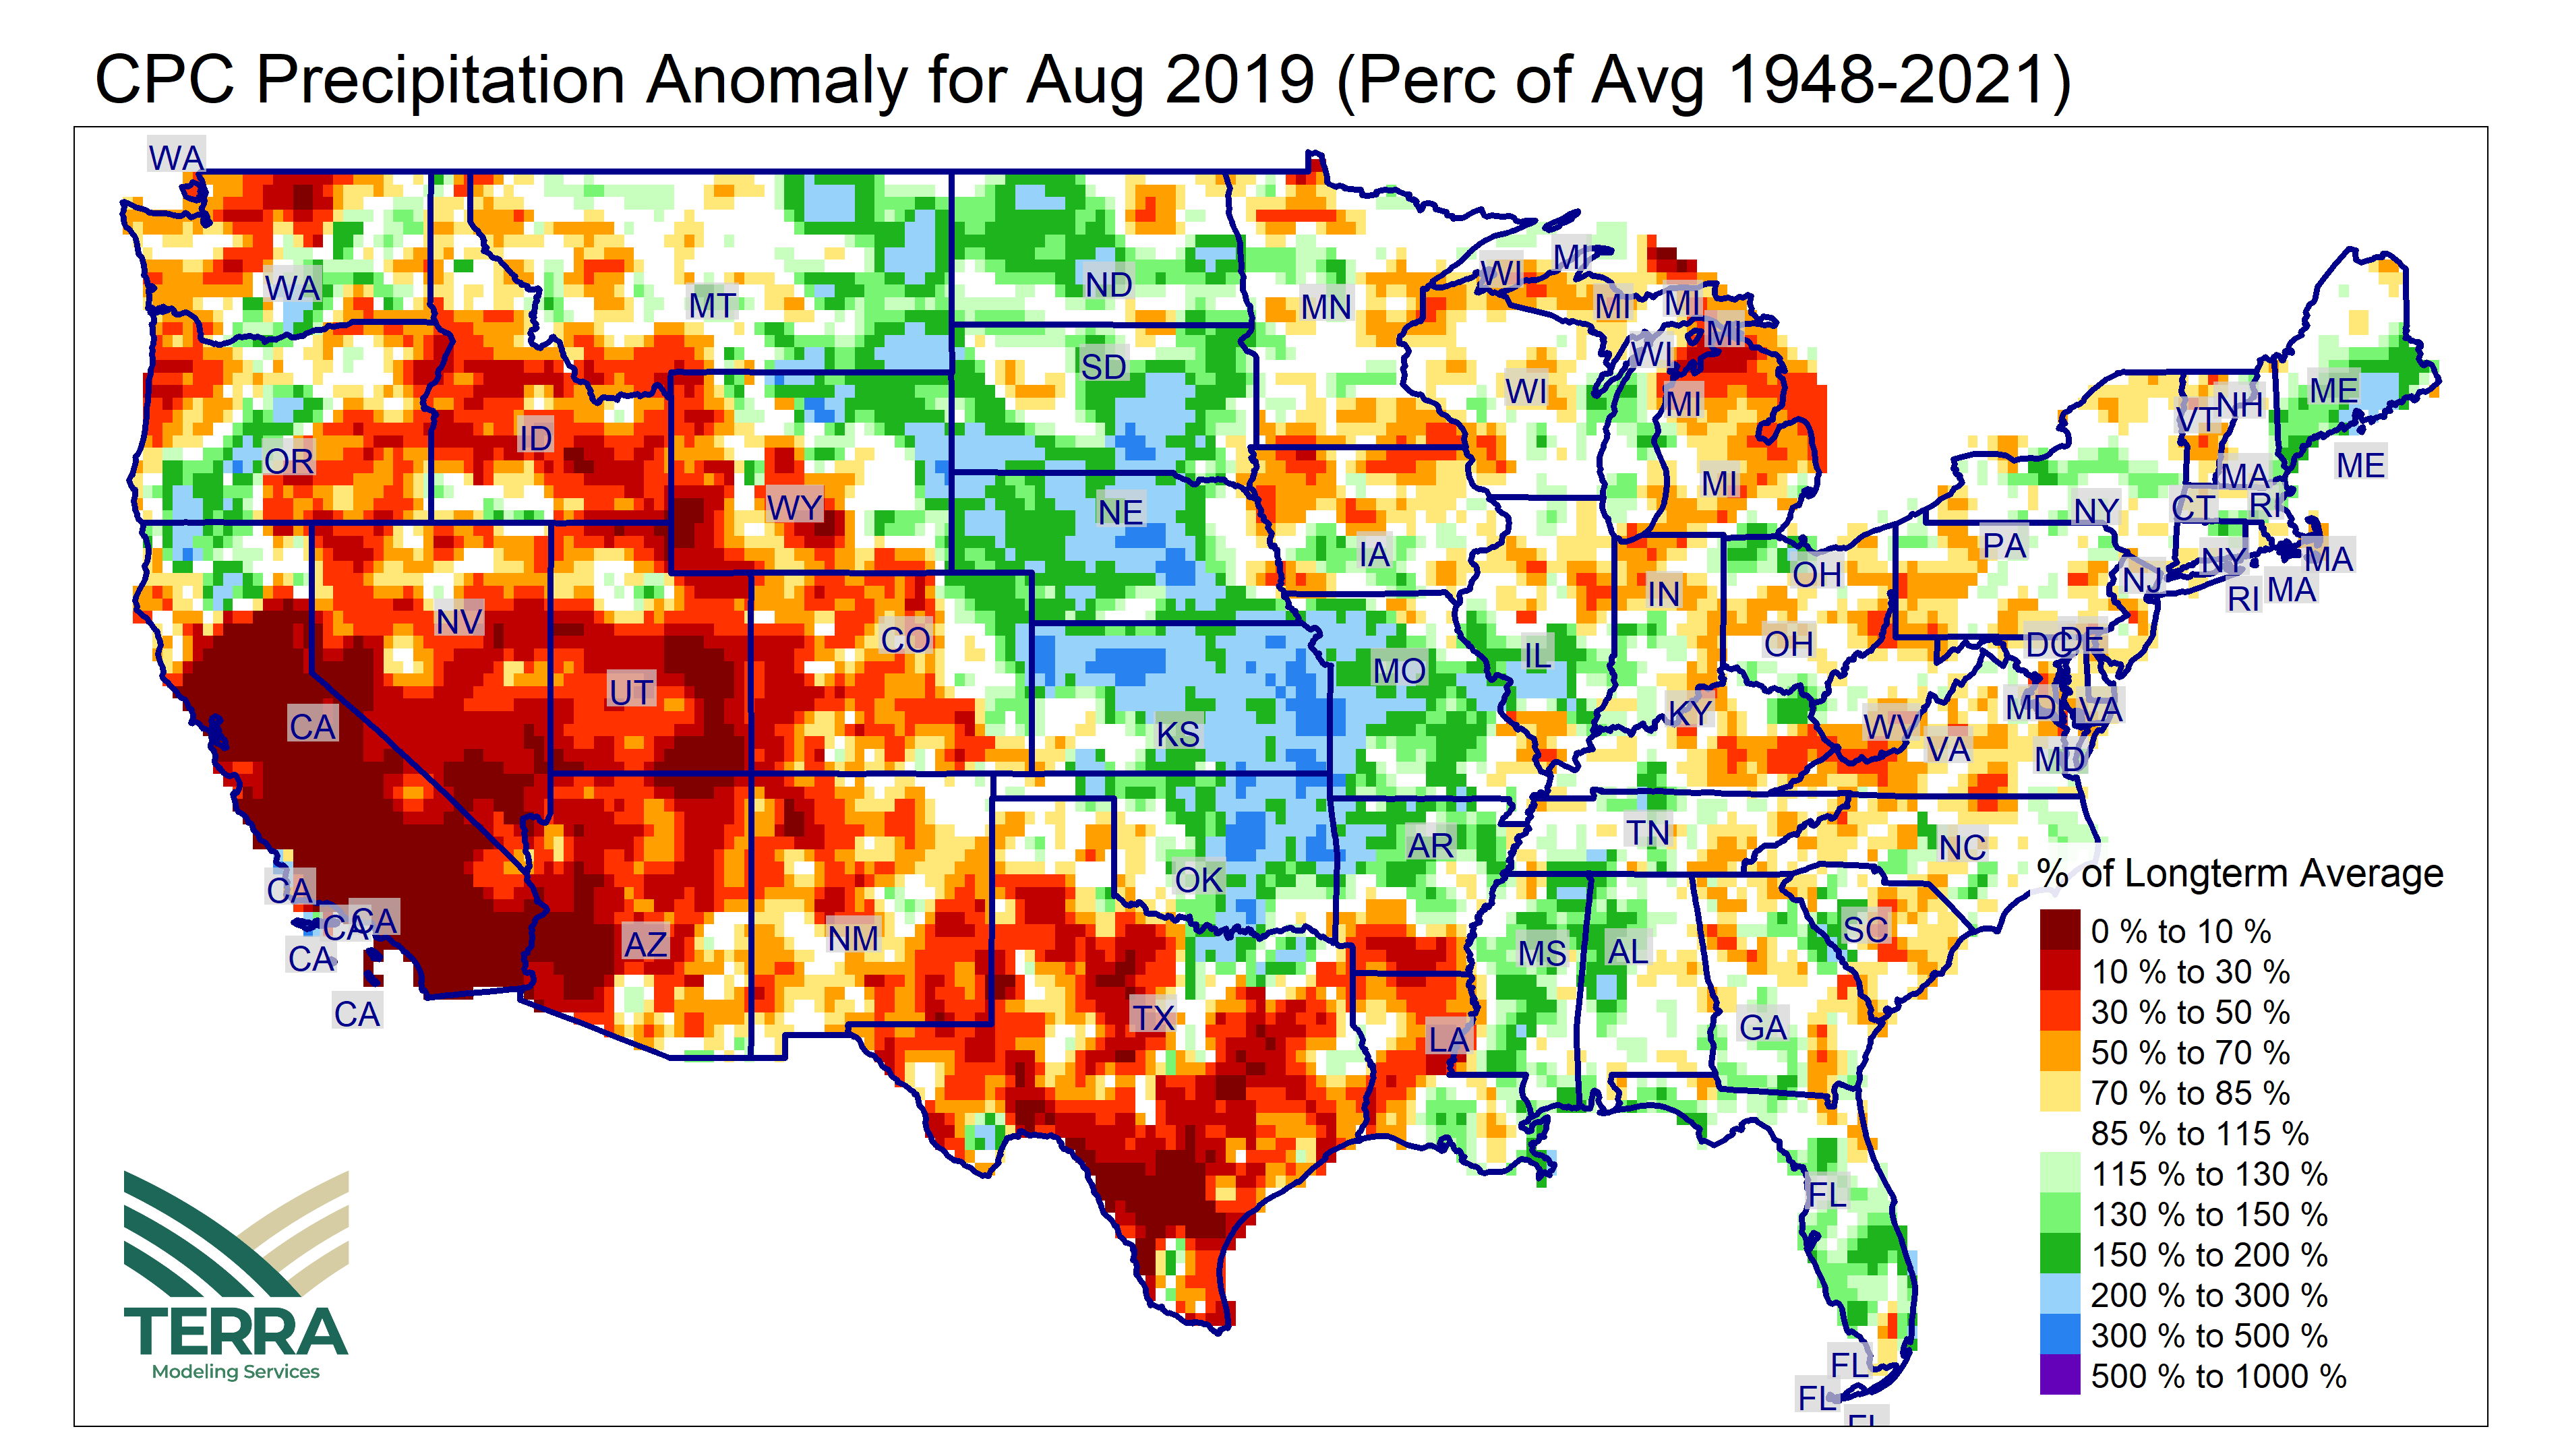 CPC Precipitation Anomaly for Aug 2019 (Perc of Avg 1948-2021)
WA
WI
MI
WA
ND
MT
MN
MI
MI
MI
WI
SD
WI
MI
ME
NH
VT
ID
OR
MI
MA
ME
WY
NE
NY
CT
RI
IA
PA
OH
NY
MA
NJ
MA
RI
IN
NV
CO
OH
DC
DE
MO
IL
UT
CA
KS
KY
WV
VA
MD
VA
MD
TN
AR
NC
OK
CA
CA
CA
CA
AZ
NM
MS
AL
SC
CA
TX
LA
GA
FL
FL
FL
FL
% of Longterm Average
0 % to 10 %
10 % to 30 %
30 % to 50 %
50 % to 70 %
70 % to 85 %
85 % to 115 %
115 % to 130 %
130 % to 150 %
150 % to 200 %
200 % to 300 %
300 % to 500 %
500 % to 1000 %
TERRA
Modeling Services